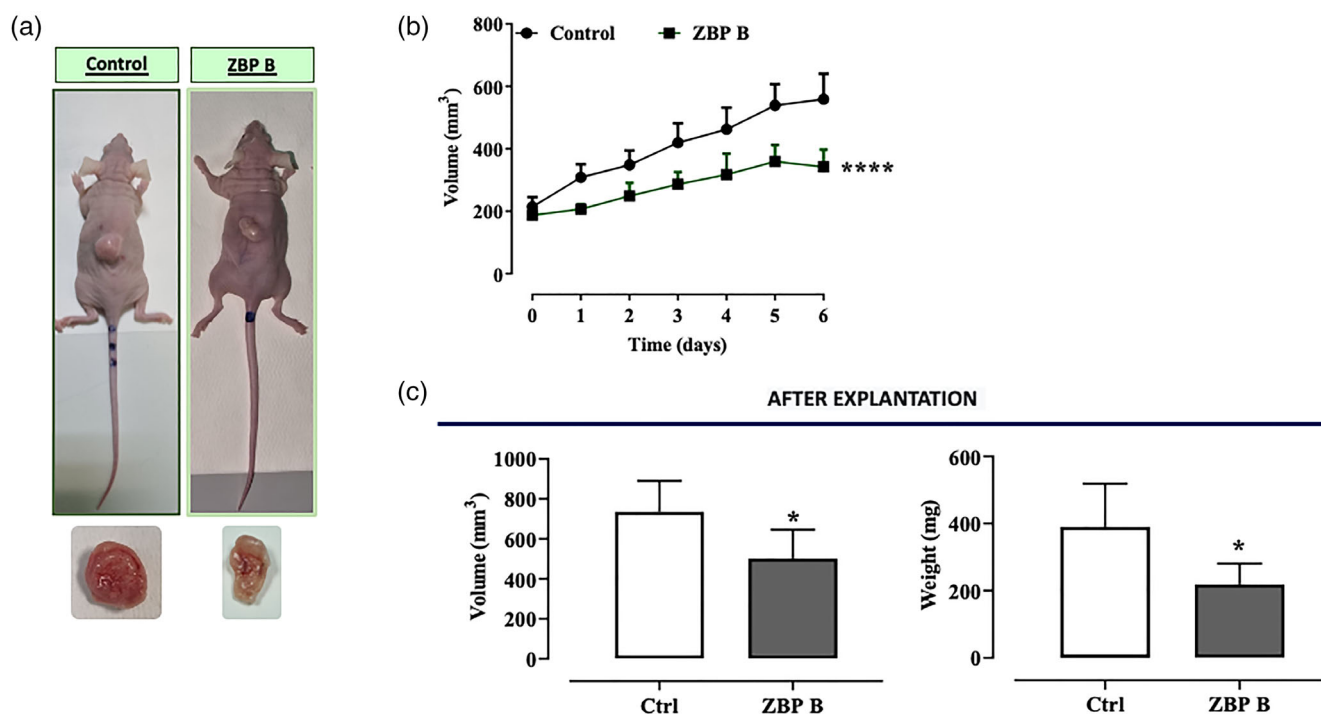 (a)
Control
ZBP B
(b)
Control
ZBP B
800
600
400
200
0
Volume (mm³)
0 1 2 3 4 5 6
Time (days)
****
(c)
AFTER EXPLANTATION
1000
800
600
400
200
0
Volume (mm³)
*
Ctrl
ZBP B
600
400
200
0
Weight (mg)
*
Ctrl
ZBP B